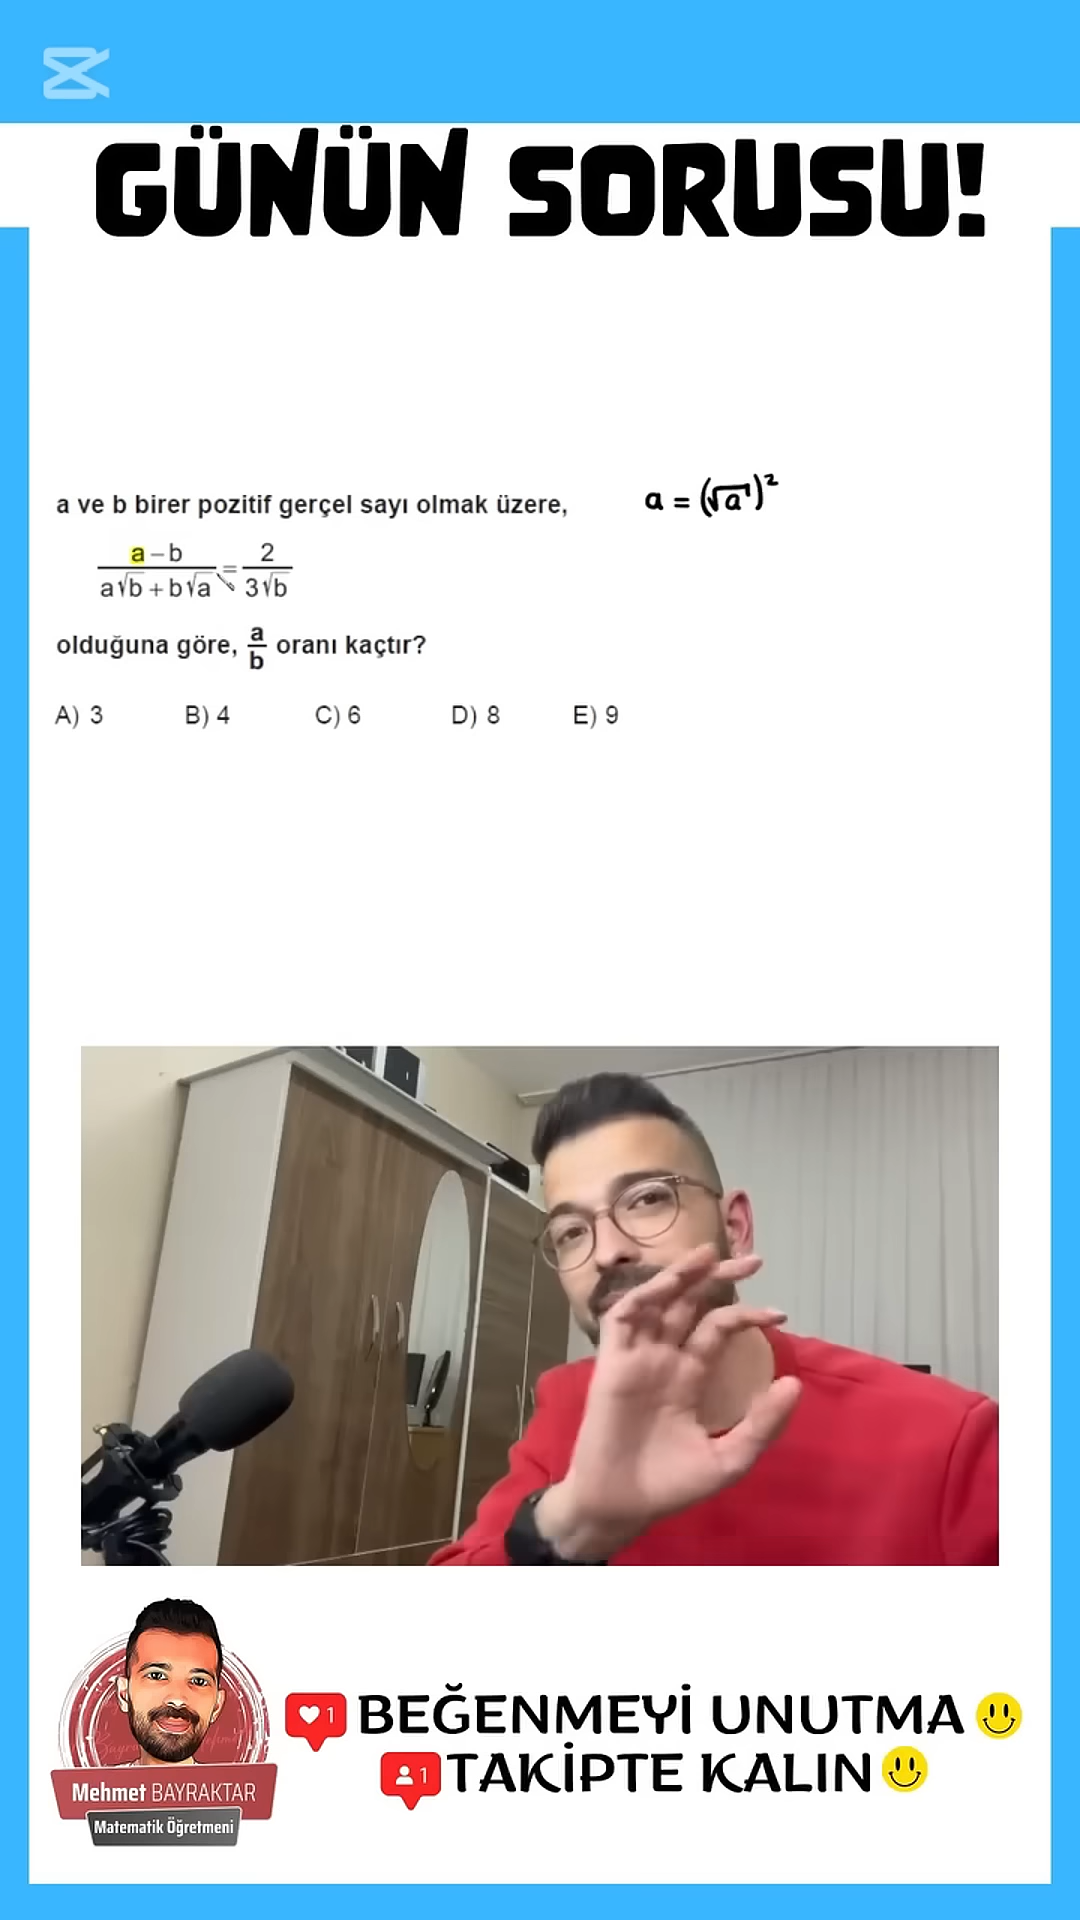 GÜNÜN SORUSU!
a ve b birer pozitif gerçel sayı olmak üzere,
a = (√a)²
a – b / a√b + b√a = 2 / 3√b
olduğuna göre, a/b oranı kaçtır?
A) 3 B) 4 C) 6 D) 8 E) 9
1 BEĞENMEYİ UNUTMA
1 TAKİPTE KALIN
Mehmet BAYRAKTAR
Matematik Öğretmeni